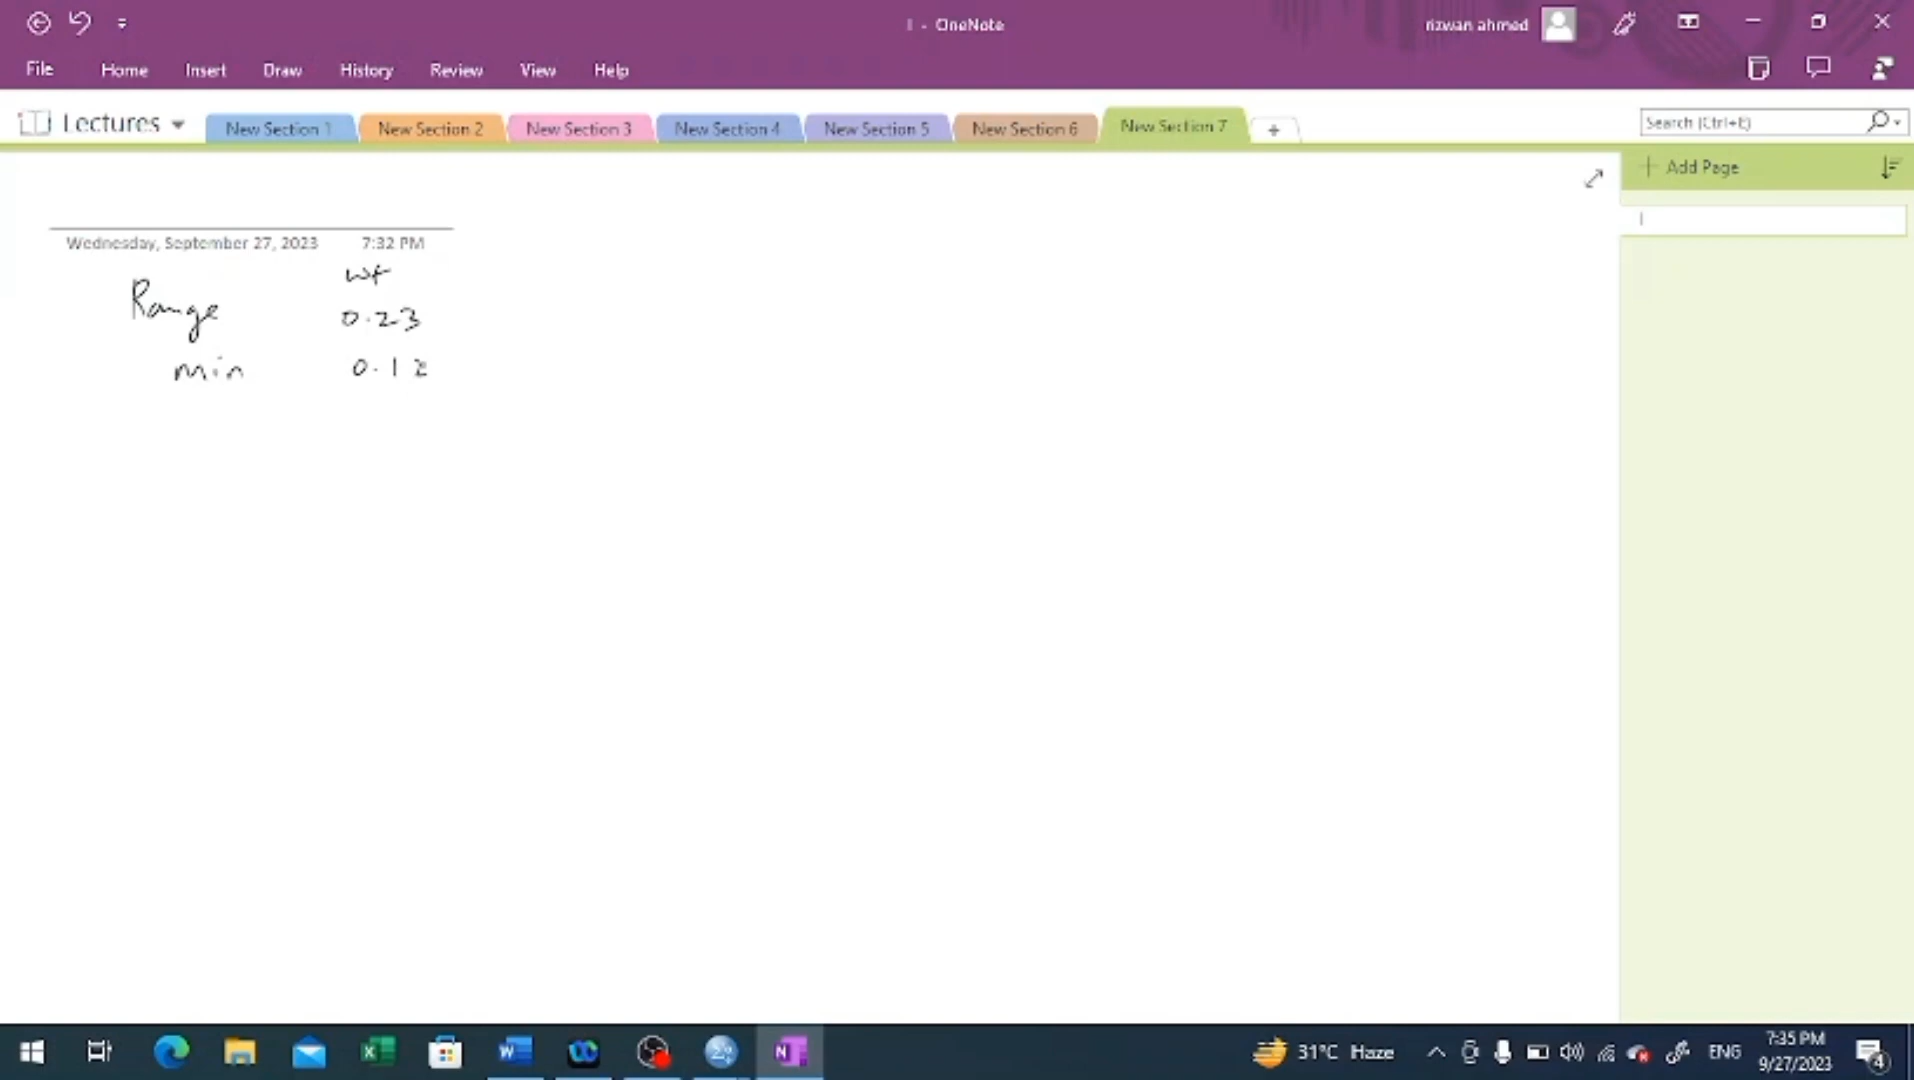 I - OneNote
rizwan ahmed
File Home Insert Draw History Review View Help
Lectures New Section 1 New Section 2 New Section 3 New Section 4 New Section 5 New Section 6 New Section 7 +
Search (Ctrl+E)
+ Add Page
I
Wednesday, September 27, 2023 7:32 PM
wt
Range 0.23
min 0.12
31°C Haze
ENG
7:35 PM
9/27/2023
4